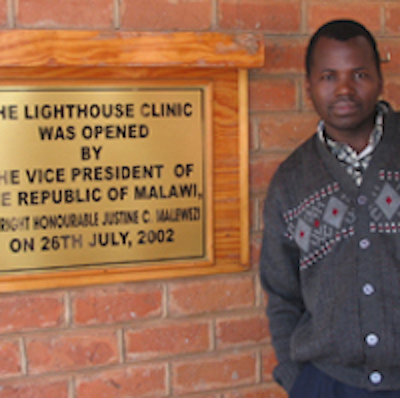 HE LIGHTHOUSE CLINIC
WAS OPENED
BY
HE VICE PRESIDENT OF
E REPUBLIC OF MALAWI,
RIGHT HONOURABLE JUSTINE C. MALEWEZI
ON 26TH JULY, 2002